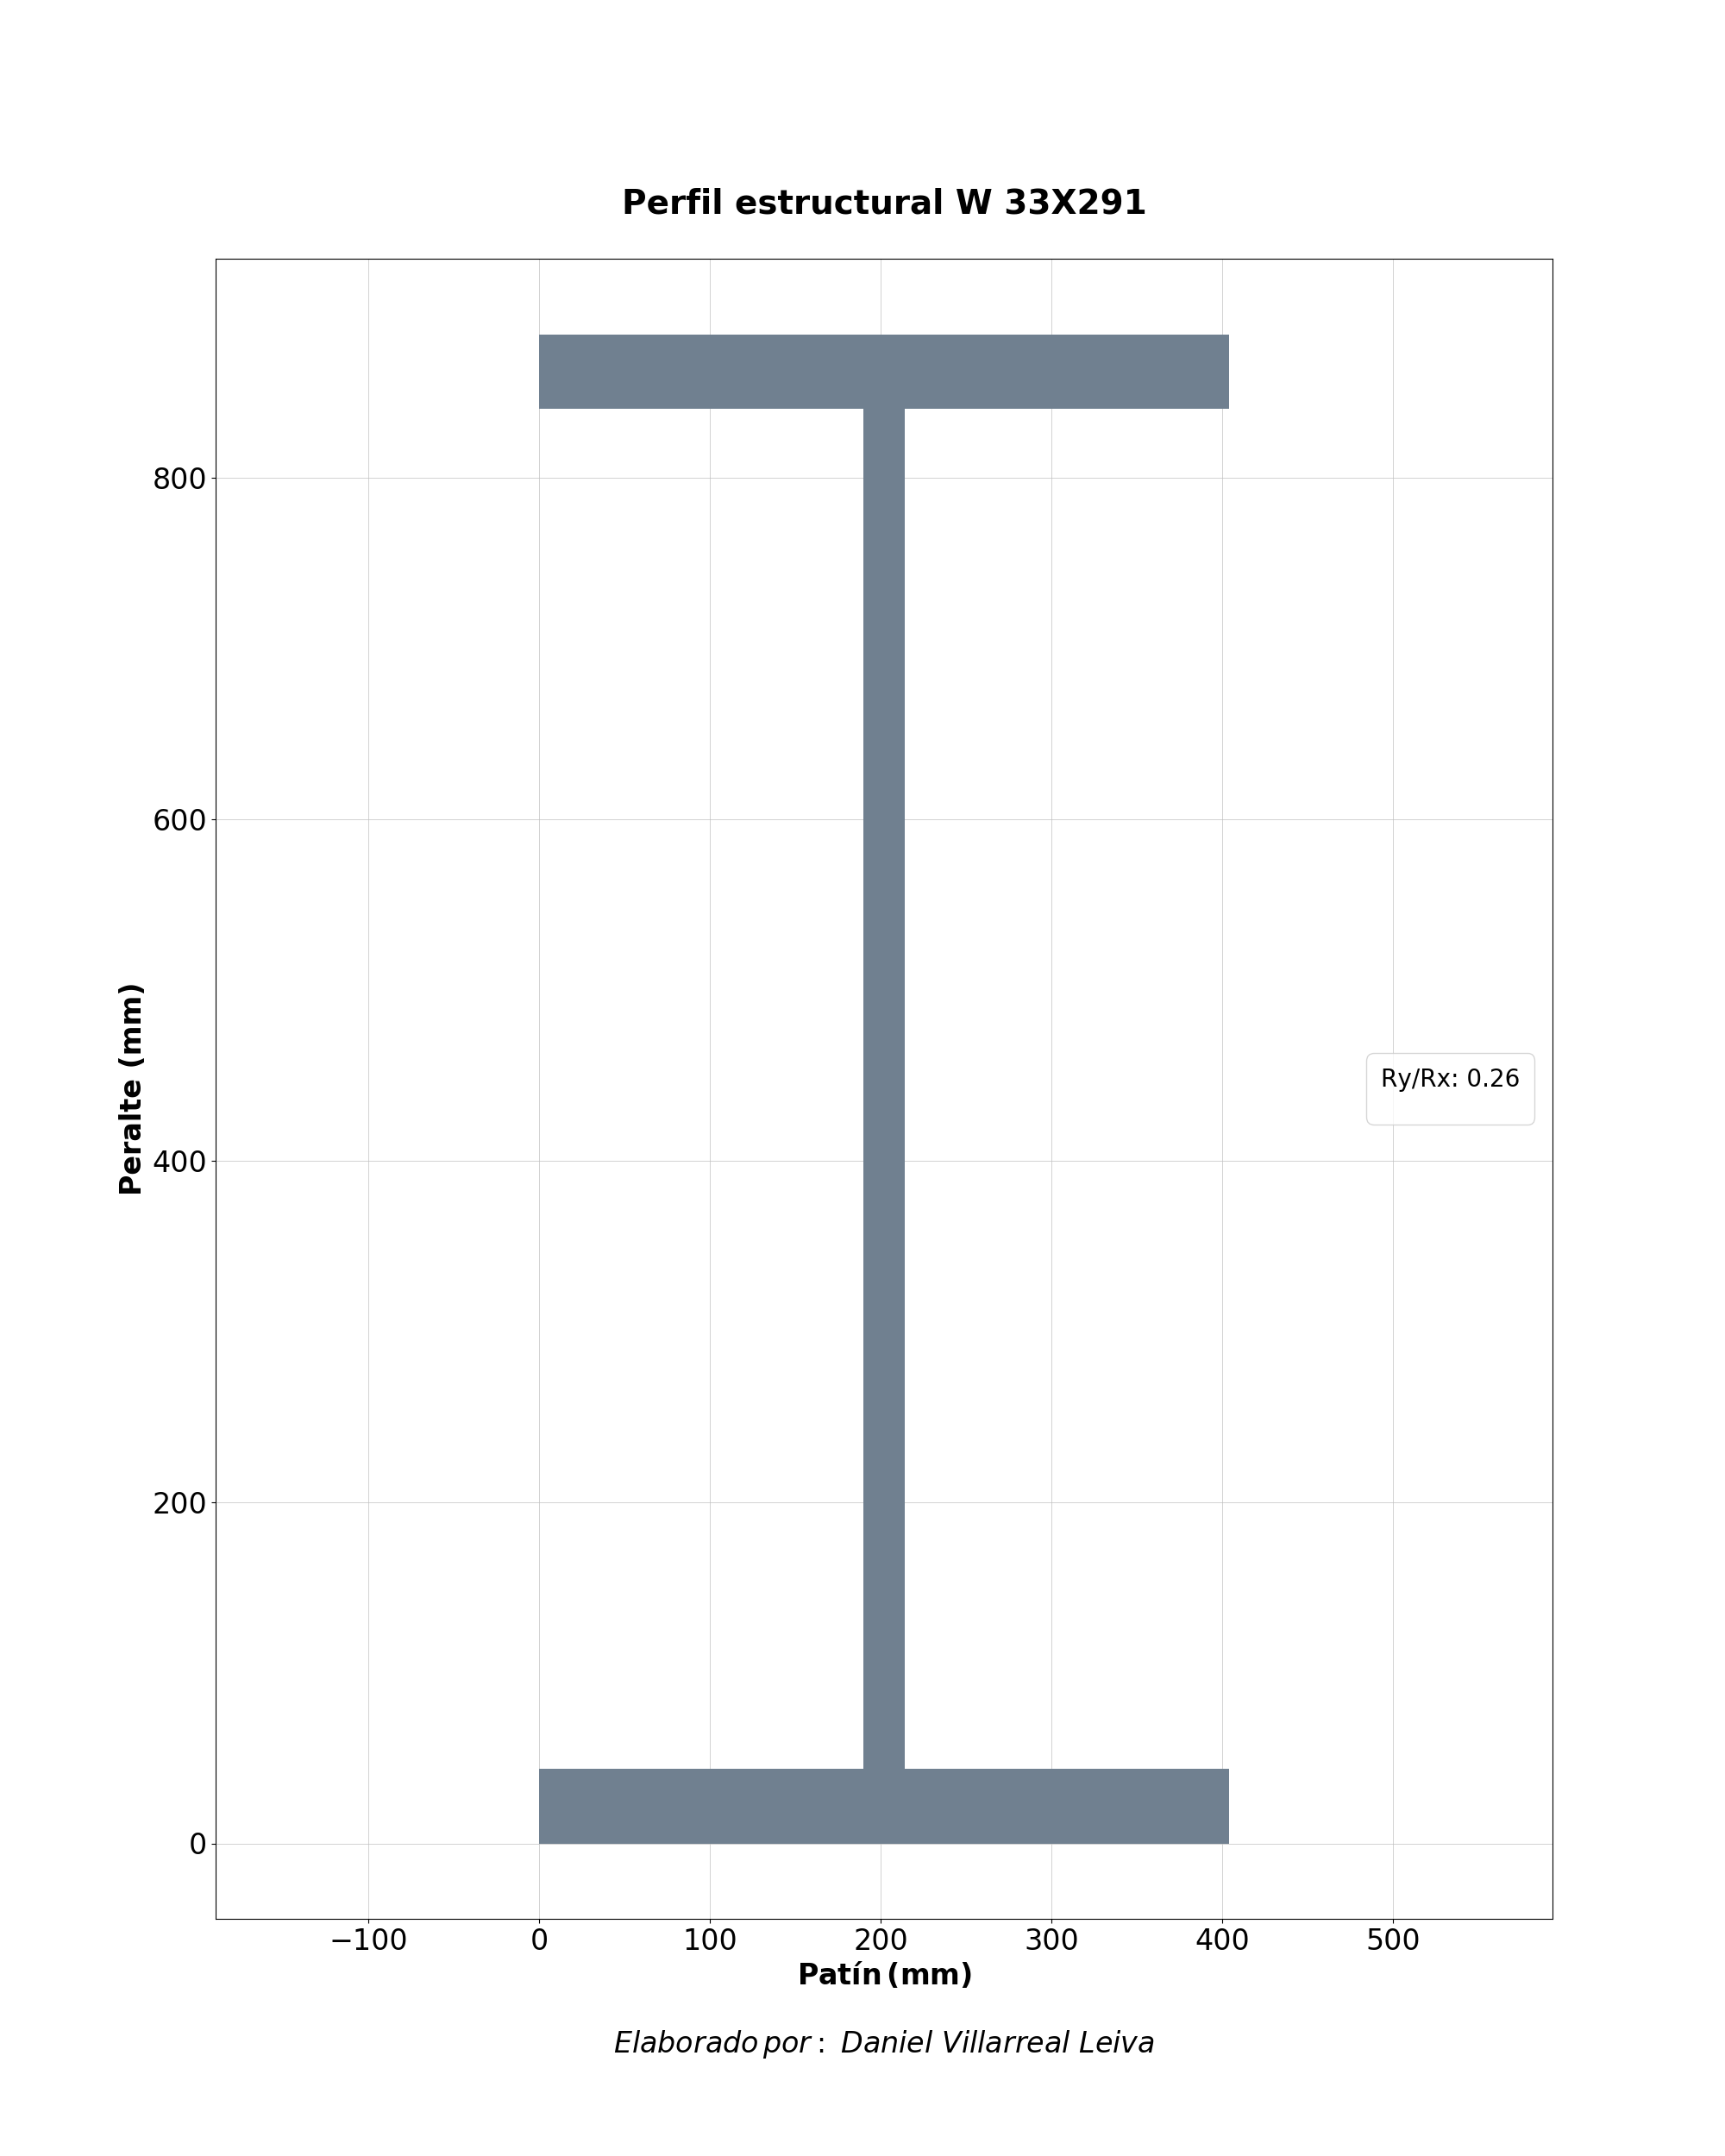 Perfil estructural W 33X291
Peralte (mm)
800
600
400
200
0
Ry/Rx: 0.26
−100 0 100 200 300 400 500
Patín (mm)
Elaborado por: Daniel Villarreal Leiva